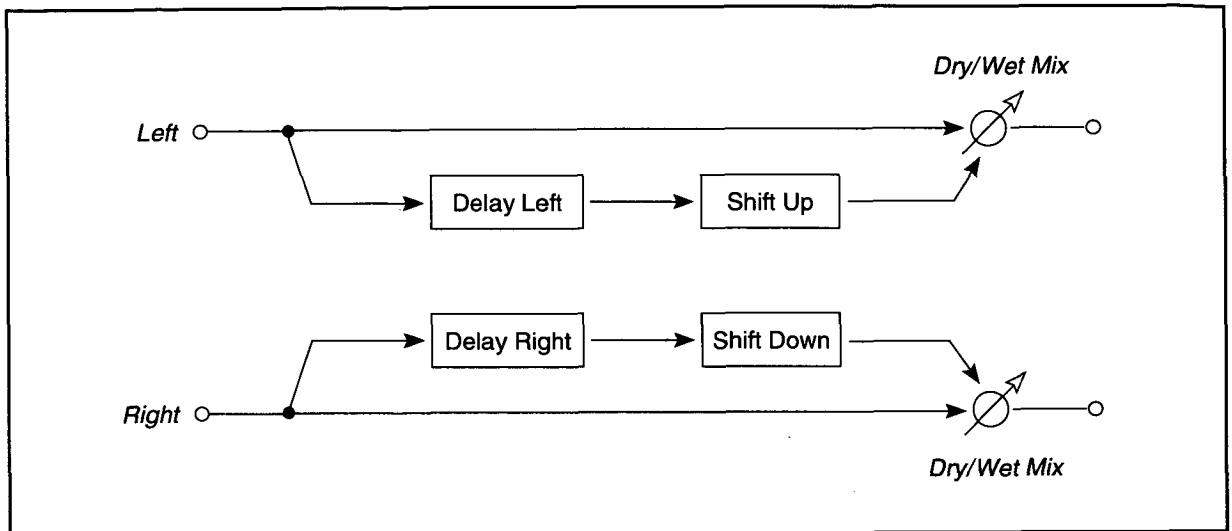 Dry/Wet Mix
Left
Delay Left
Shift Up
Delay Right
Shift Down
Right
Dry/Wet Mix